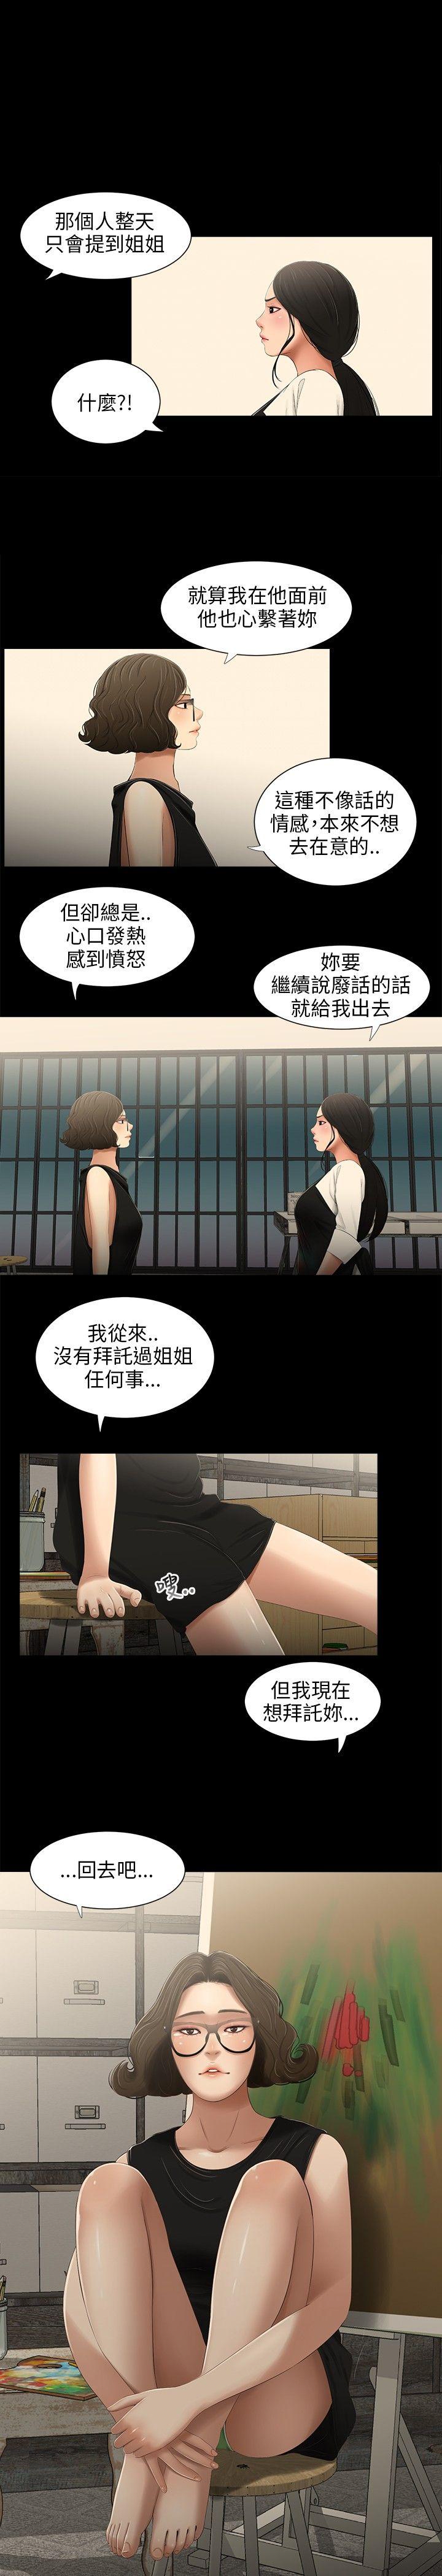 那個人整天
只會提到姐姐
什麼?!
就算我在他面前
他也心繫著妳
這種不像話的
情感,本來不想
去在意的..
但卻總是..
心口發熱
感到憤怒
妳要
繼續說廢話的話
就給我出去
我從來..
沒有拜託過姐姐
任何事...
嗖..
但我現在
想拜託妳...
...回去吧...